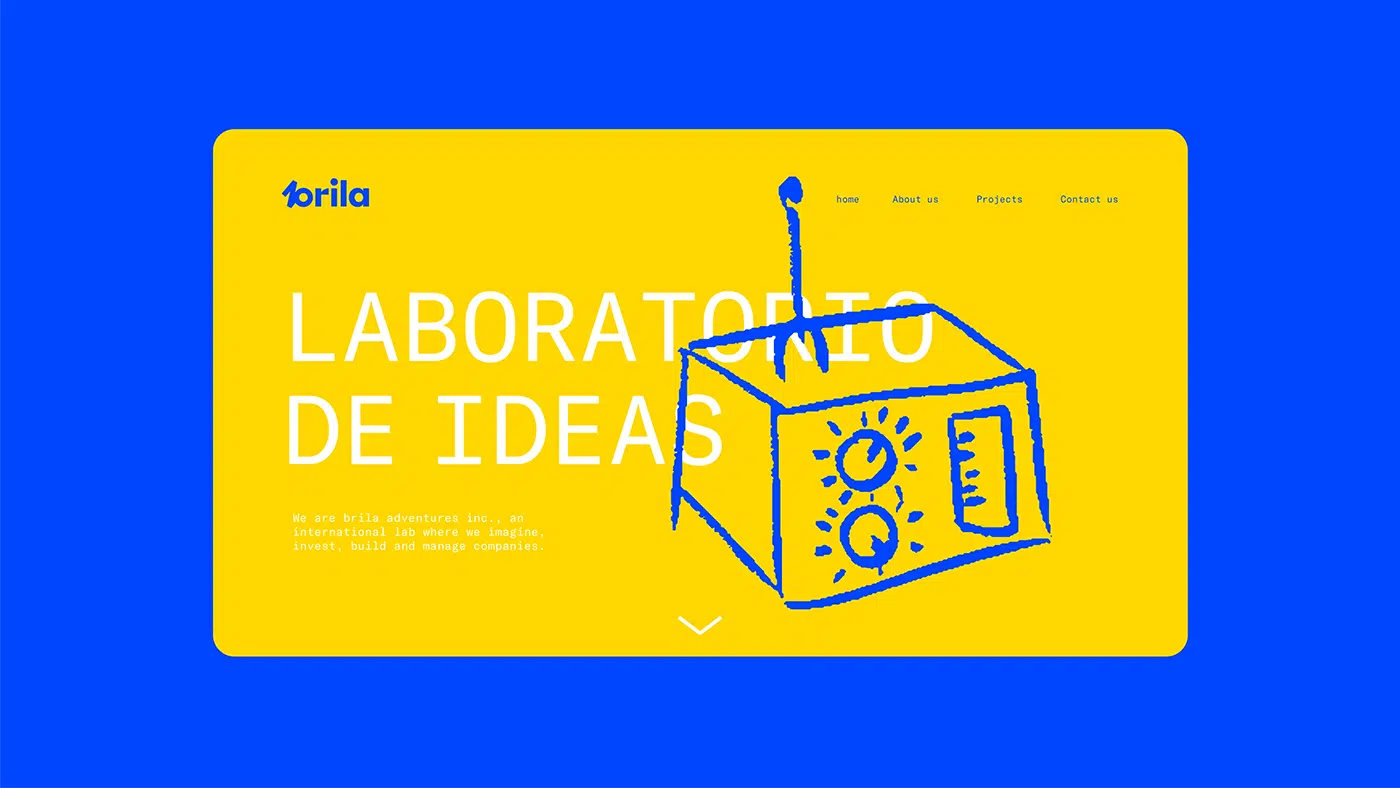 brila
home About us Projects Contact us
LABORATORIO
DE IDEAS
We are brila adventures inc., an
international lab where we imagine,
invest, build and manage companies.